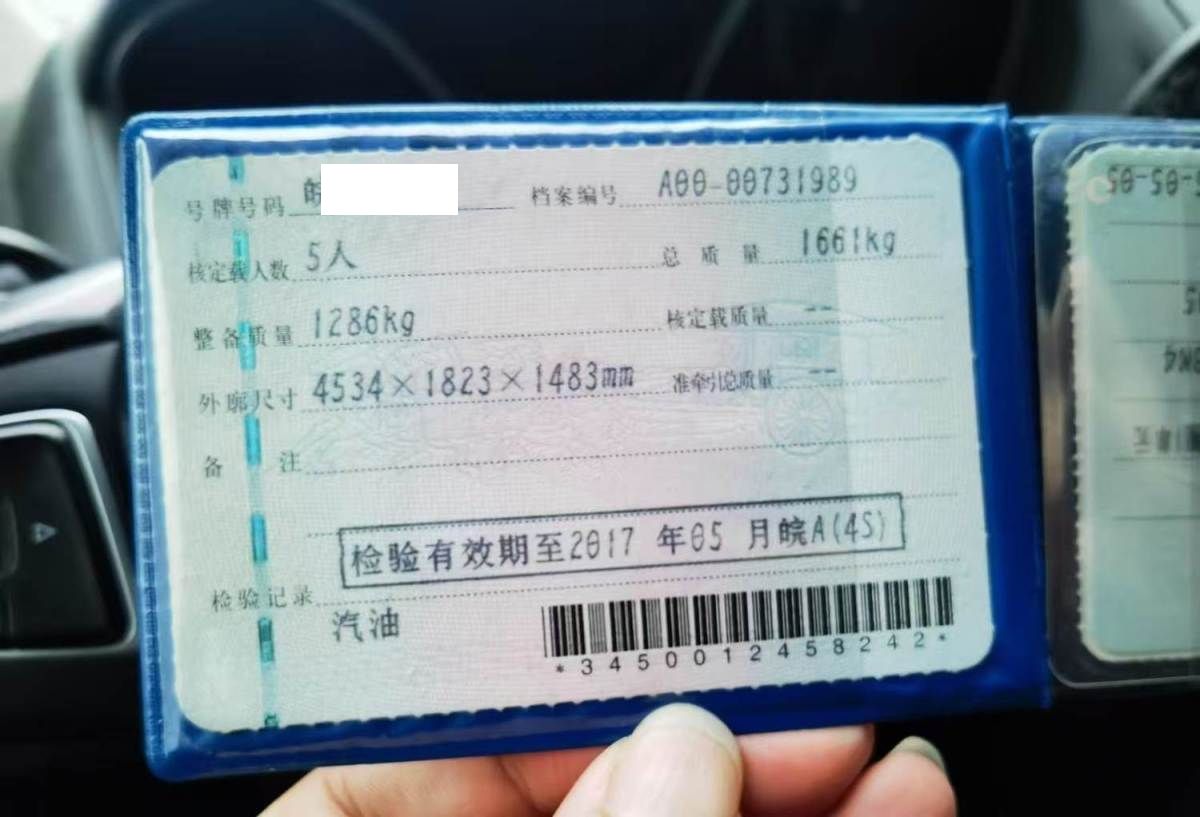 号牌号码 皖 档案编号 A00-00731989
核定载人数 5人 总质量 1661kg
整备质量 1286kg 核定载质量 --
外廓尺寸 4534×1823×1483mm 准牵引总质量 --
备注
检验有效期至2017 年05 月皖A(4S)
检验记录
汽油
*3450012458242*